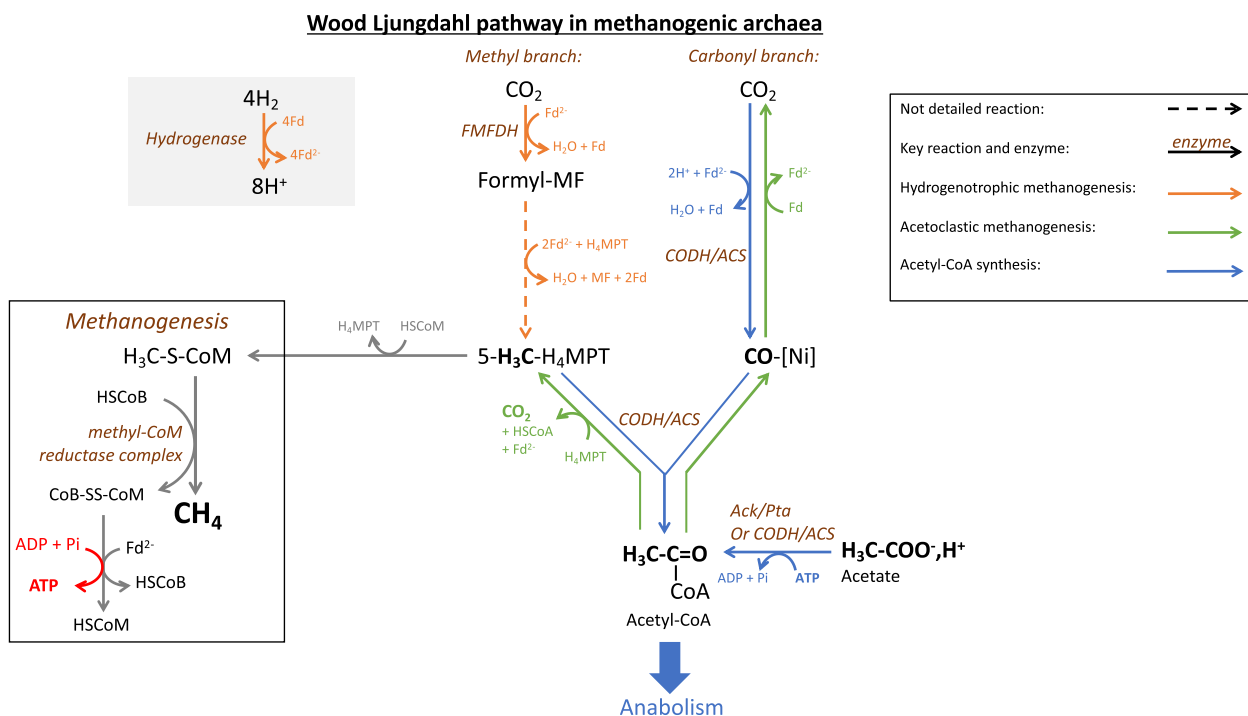 Wood Ljungdahl pathway in methanogenic archaea
Methyl branch:
Carbonyl branch:
4H₂
Hydrogenase
4Fd
4Fd²⁻
8H⁺
CO₂
FMFDH
Fd²⁻
H₂O + Fd
Formyl-MF
2Fd²⁻ + H₄MPT
H₂O + MF + 2Fd
CO₂
2H⁺ + Fd²⁻
H₂O + Fd
Fd²⁻
Fd
CODH/ACS
Not detailed reaction:
Key reaction and enzyme:
enzyme
Hydrogenotrophic methanogenesis:
Acetoclastic methanogenesis:
Acetyl-CoA synthesis:
Methanogenesis
H₃C-S-CoM
H₄MPT
HSCoM
5-H₃C-H₄MPT
CO-[Ni]
HSCoB
methyl-CoM
reductase complex
CoB-SS-CoM
CH₄
ADP + Pi
Fd²⁻
ATP
HSCoB
HSCoM
CO₂
+ HSCoA
+ Fd²⁻
H₄MPT
CODH/ACS
Ack/Pta
Or CODH/ACS
H₃C-C=O
CoA
Acetyl-CoA
ADP + Pi
ATP
H₃C-COO⁻,H⁺
Acetate
Anabolism